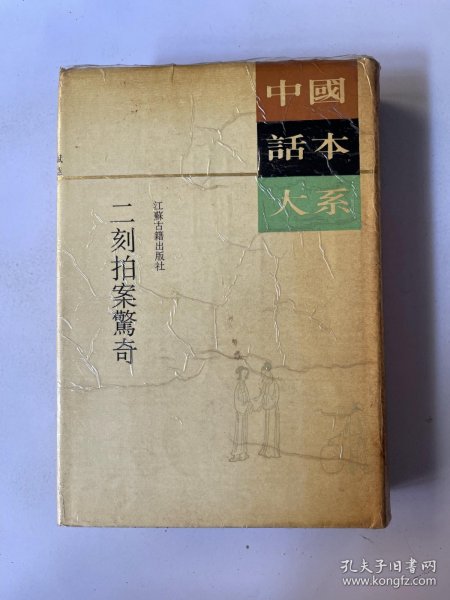 中國
話本
大系
江蘇古籍出版社
二刻拍案驚奇
孔夫子旧书网
www.kongfz.com